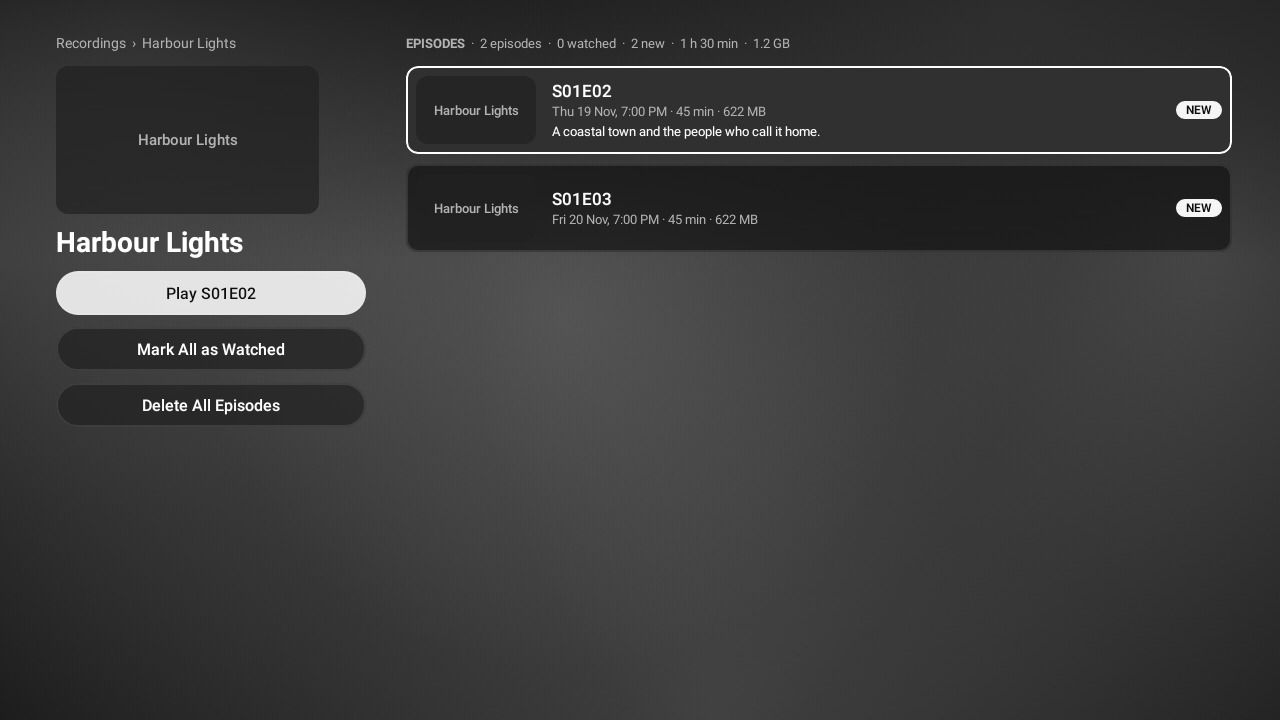 Recordings › Harbour Lights
Harbour Lights
Harbour Lights
Play S01E02
Mark All as Watched
Delete All Episodes
EPISODES · 2 episodes · 0 watched · 2 new · 1 h 30 min · 1.2 GB
Harbour Lights
S01E02
Thu 19 Nov, 7:00 PM · 45 min · 622 MB
A coastal town and the people who call it home.
NEW
Harbour Lights
S01E03
Fri 20 Nov, 7:00 PM · 45 min · 622 MB
NEW